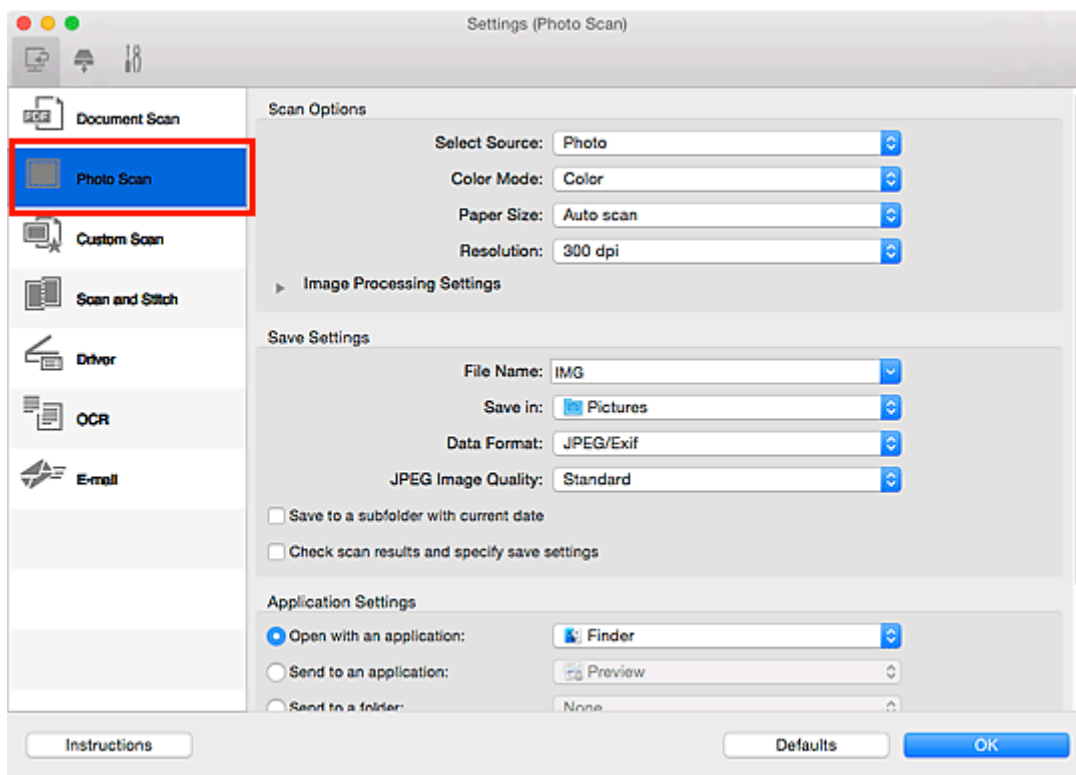 Settings (Photo Scan)
PDF
Document Scan
Photo Scan
Custom Scan
Scan and Stitch
Driver
OCR
E-mail
Scan Options
Select Source: Photo
Color Mode: Color
Paper Size: Auto scan
Resolution: 300 dpi
Image Processing Settings
Save Settings
File Name: IMG
Save in: Pictures
Data Format: JPEG/Exif
JPEG Image Quality: Standard
Save to a subfolder with current date
Check scan results and specify save settings
Application Settings
Open with an application: Finder
Send to an application: Preview
Send to a folder: None
Instructions
Defaults
OK